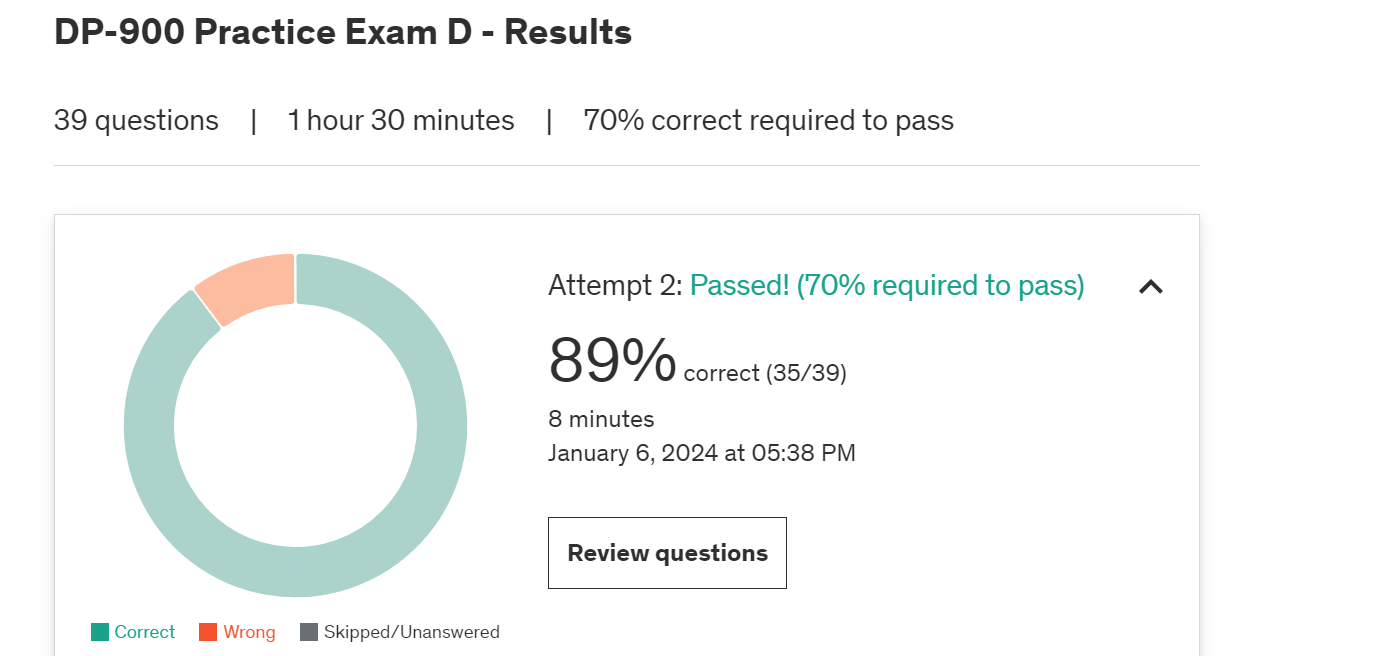 DP-900 Practice Exam D - Results
39 questions | 1 hour 30 minutes | 70% correct required to pass
Attempt 2: Passed! (70% required to pass)
89% correct (35/39)
8 minutes
January 6, 2024 at 05:38 PM
Review questions
Correct Wrong Skipped/Unanswered